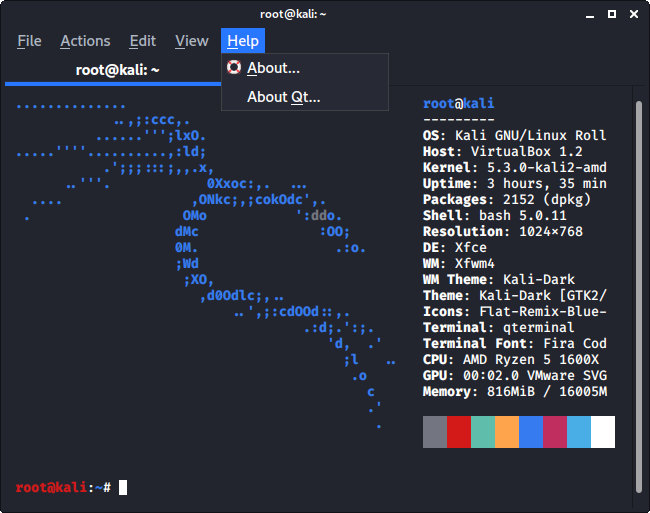 root@kali: ~
File Actions Edit View Help
root@kali: ~
About...
About Qt...
..............
..,;:ccc,.
......''';lxO.
.....''''..........,:ld;
.';;;:::;,,.x,
..'''.            0Xxoc:,.  ...
....                ,ONkc;,;cokOdc',.
.                   OMo           ':ddo.
dMc               :OO;
0M.                 .:o.
;Wd
;XO,
,d0Odlc;,..
..',;:cdOOd::,.
.:d;.':;.
'd,  .'
;l   ..
.o
c
.'
.
root@kali
---------
OS: Kali GNU/Linux Roll
Host: VirtualBox 1.2
Kernel: 5.3.0-kali2-amd
Uptime: 3 hours, 35 min
Packages: 2152 (dpkg)
Shell: bash 5.0.11
Resolution: 1024×768
DE: Xfce
WM: Xfwm4
WM Theme: Kali-Dark
Theme: Kali-Dark [GTK2/
Icons: Flat-Remix-Blue-
Terminal: qterminal
Terminal Font: Fira Cod
CPU: AMD Ryzen 5 1600X
GPU: 00:02.0 VMware SVG
Memory: 816MiB / 16005M
root@kali:~#